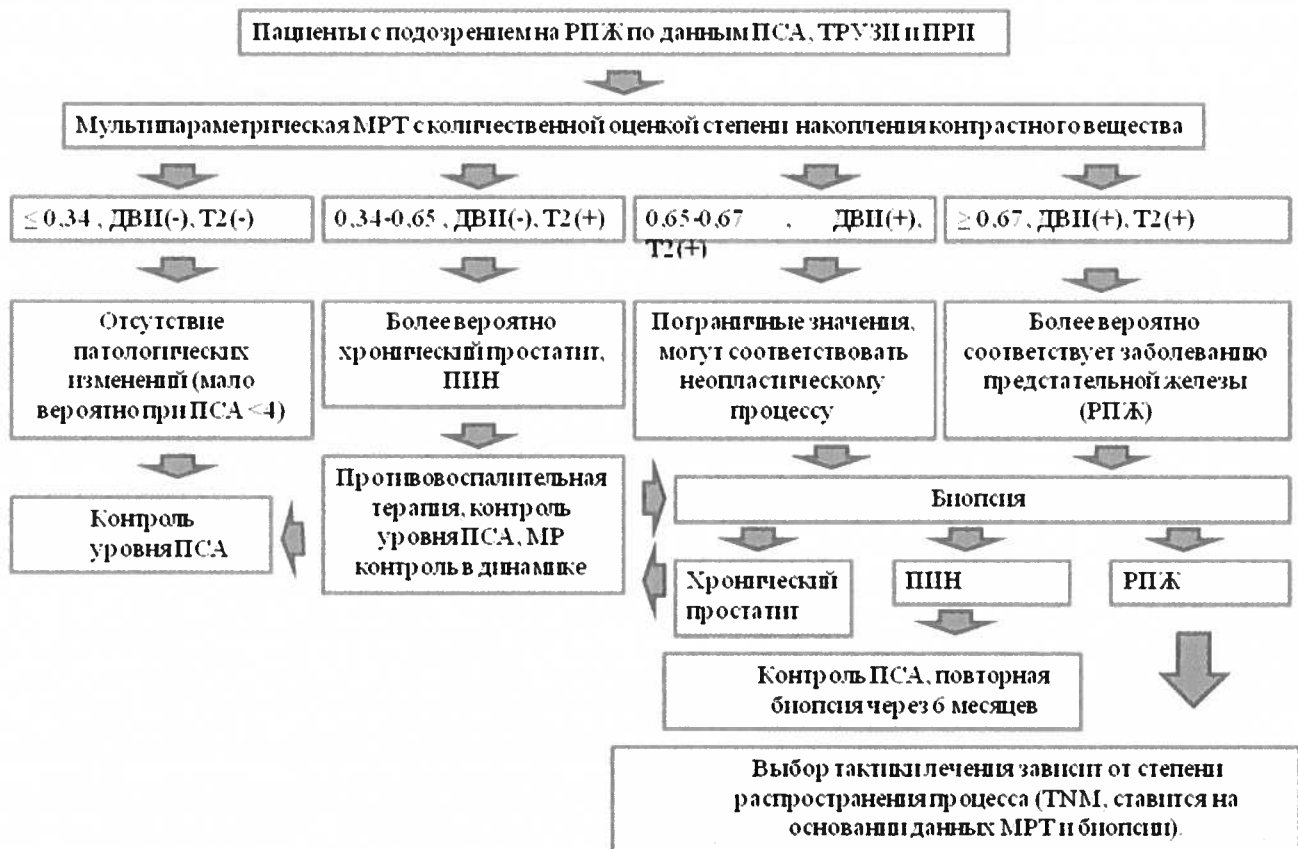 Пациенты с подозрением на РПЖ по данным ПСА, ТРУЗИ и ПРИ
Мультипараметрическая МРТ с количественной оценкой степени накопления контрастного вещества
≤ 0,34 , ДВИ(-), Т2(-)
0,34-0,65 , ДВИ(-), Т2(+)
0,65-0,67 , ДВИ(+),
Т2(+)
≥ 0,67, ДВИ(+), Т2(+)
Отсутствие
патологических
изменений (мало
вероятно при ПСА <4)
Более вероятно
хронический простатит,
ПИН
Пограничные значения,
могут соответствовать
неопластическому
процессу
Более вероятно
соответствует заболеванию
предстательной железы
(РПЖ)
Контроль
уровня ПСА
Противовоспалительная
терапия, контроль
уровня ПСА, МР
контроль в динамике
Биопсия
Хронический
простатит
ПИН
РПЖ
Контроль ПСА, повторная
биопсия через 6 месяцев
Выбор тактики лечения зависит от степени
распространения процесса (TNM, ставится на
основании данных МРТ и биопсии).